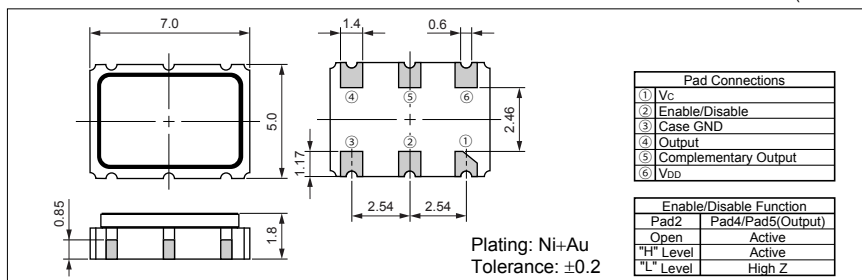 (
7.0
5.0
0.85
1.8
1.4
0.6
④
⑤
⑥
2.46
③
②
①
1.17
2.54
2.54
Plating: Ni+Au
Tolerance: ±0.2
Pad Connections
① Vc
② Enable/Disable
③ Case GND
④ Output
⑤ Complementary Output
⑥ VDD
Enable/Disable Function
Pad2 Pad4/Pad5(Output)
Open Active
"H" Level Active
"L" Level High Z